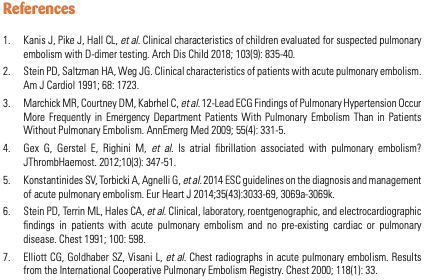 References
1. Kanis J, Pike J, Hall CL, et al. Clinical characteristics of children evaluated for suspected pulmonary
embolism with D-dimer testing. Arch Dis Child 2018; 103(9): 835-40.
2. Stein PD, Saltzman HA, Weg JG. Clinical characteristics of patients with acute pulmonary embolism.
Am J Cardiol 1991; 68: 1723.
3. Marchick MR, Courtney DM, Kabrhel C, et al. 12-Lead ECG Findings of Pulmonary Hypertension Occur
More Frequently in Emergency Department Patients With Pulmonary Embolism Than in Patients
Without Pulmonary Embolism. AnnEmerg Med 2009; 55(4): 331-5.
4. Gex G, Gerstel E, Righini M, et al. Is atrial fibrillation associated with pulmonary embolism?
JThrombHaemost. 2012;10(3): 347-51.
5. Konstantinides SV, Torbicki A, Agnelli G, et al. 2014 ESC guidelines on the diagnosis and management
of acute pulmonary embolism. Eur Heart J 2014;35(43):3033-69, 3069a-3069k.
6. Stein PD, Terrin ML, Hales CA, et al. Clinical, laboratory, roentgenographic, and electrocardiographic
findings in patients with acute pulmonary embolism and no pre-existing cardiac or pulmonary
disease. Chest 1991; 100: 598.
7. Elliott CG, Goldhaber SZ, Visani L, et al. Chest radiographs in acute pulmonary embolism. Results
from the International Cooperative Pulmonary Embolism Registry. Chest 2000; 118(1): 33.